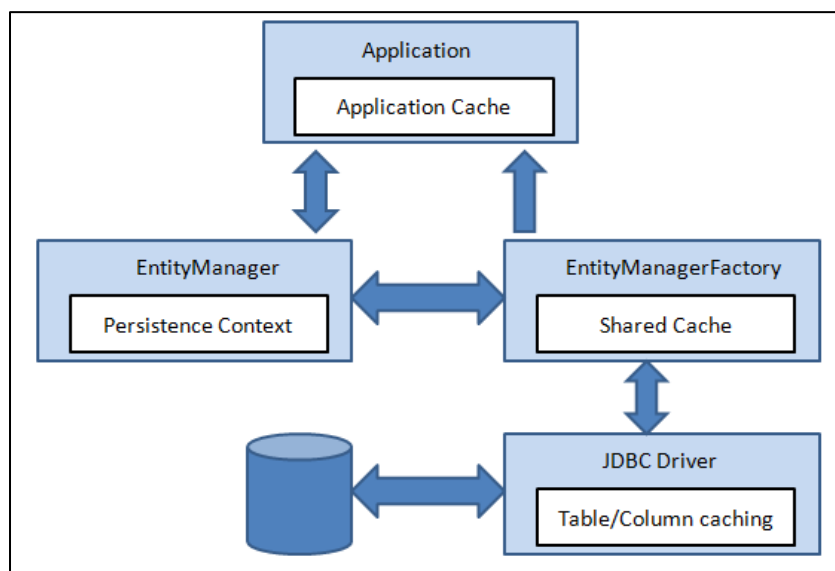 Application
Application Cache
EntityManager
Persistence Context
EntityManagerFactory
Shared Cache
JDBC Driver
Table/Column caching